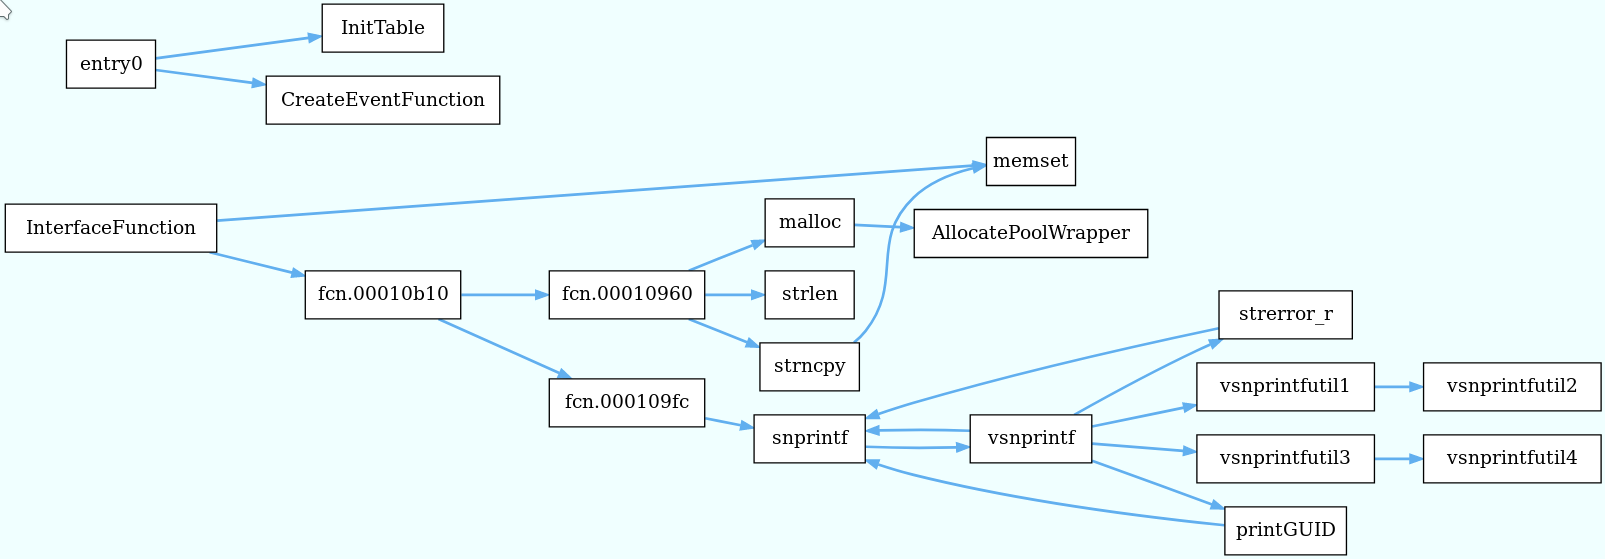 InitTable
entry0
CreateEventFunction
memset
InterfaceFunction
malloc
AllocatePoolWrapper
fcn.00010b10
fcn.00010960
strlen
strerror_r
strncpy
vsnprintfutil1
vsnprintfutil2
fcn.000109fc
snprintf
vsnprintf
vsnprintfutil3
vsnprintfutil4
printGUID